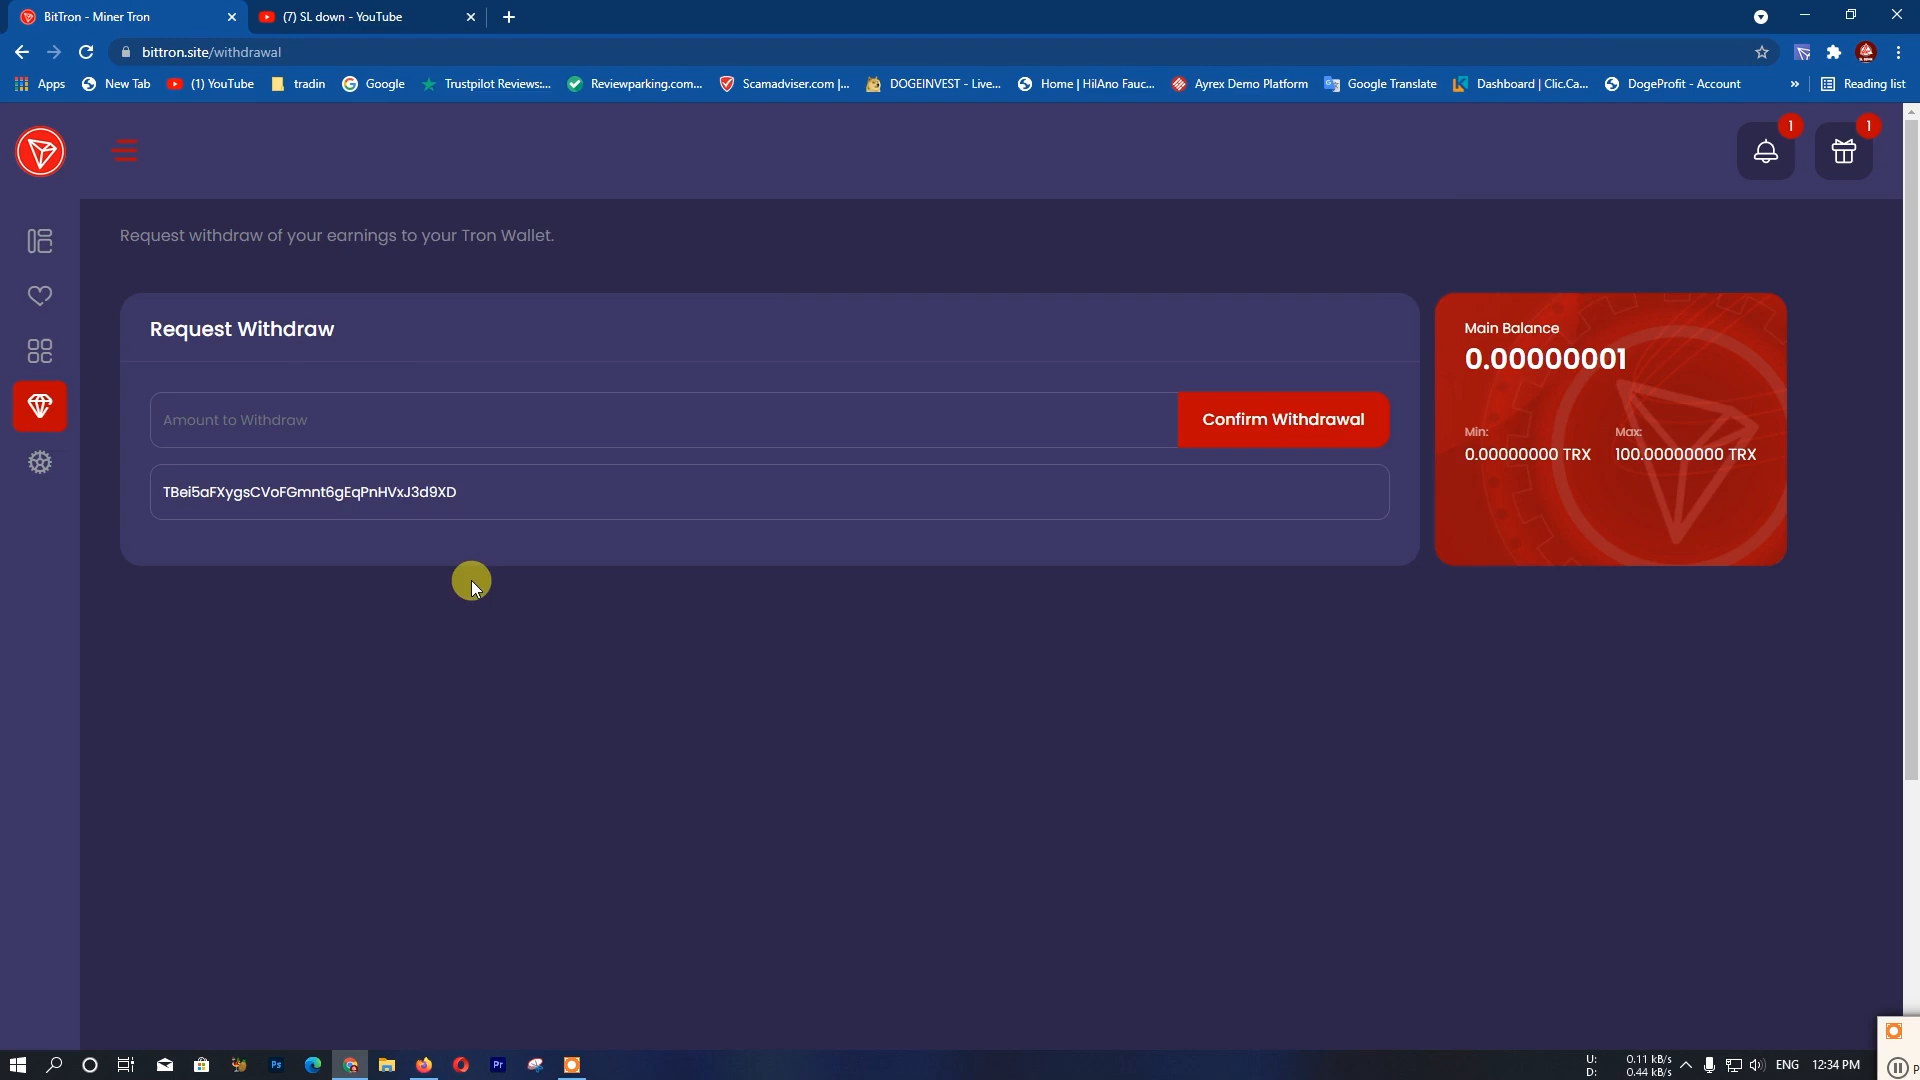 BitTron - Miner Tron
(7) SL down - YouTube
bittron.site/withdrawal
Apps
New Tab
(1) YouTube
tradin
Google
Trustpilot Reviews:...
Reviewparking.com...
Scamadviser.com |...
DOGEINVEST - Live...
Home | HilAno Fauc...
Ayrex Demo Platform
Google Translate
Dashboard | Clic.Ca...
DogeProfit - Account
»
Reading list
1
1
Request withdraw of your earnings to your Tron Wallet.
Request Withdraw
Amount to Withdraw
Confirm Withdrawal
TBei5aFXygsCVoFGmnt6gEqPnHVxJ3d9XD
Main Balance
0.00000001
Min:
Max:
0.00000000 TRX
100.00000000 TRX
Ps
Pr
U: 0.11 kB/s
D: 0.44 kB/s
ENG
12:34 PM